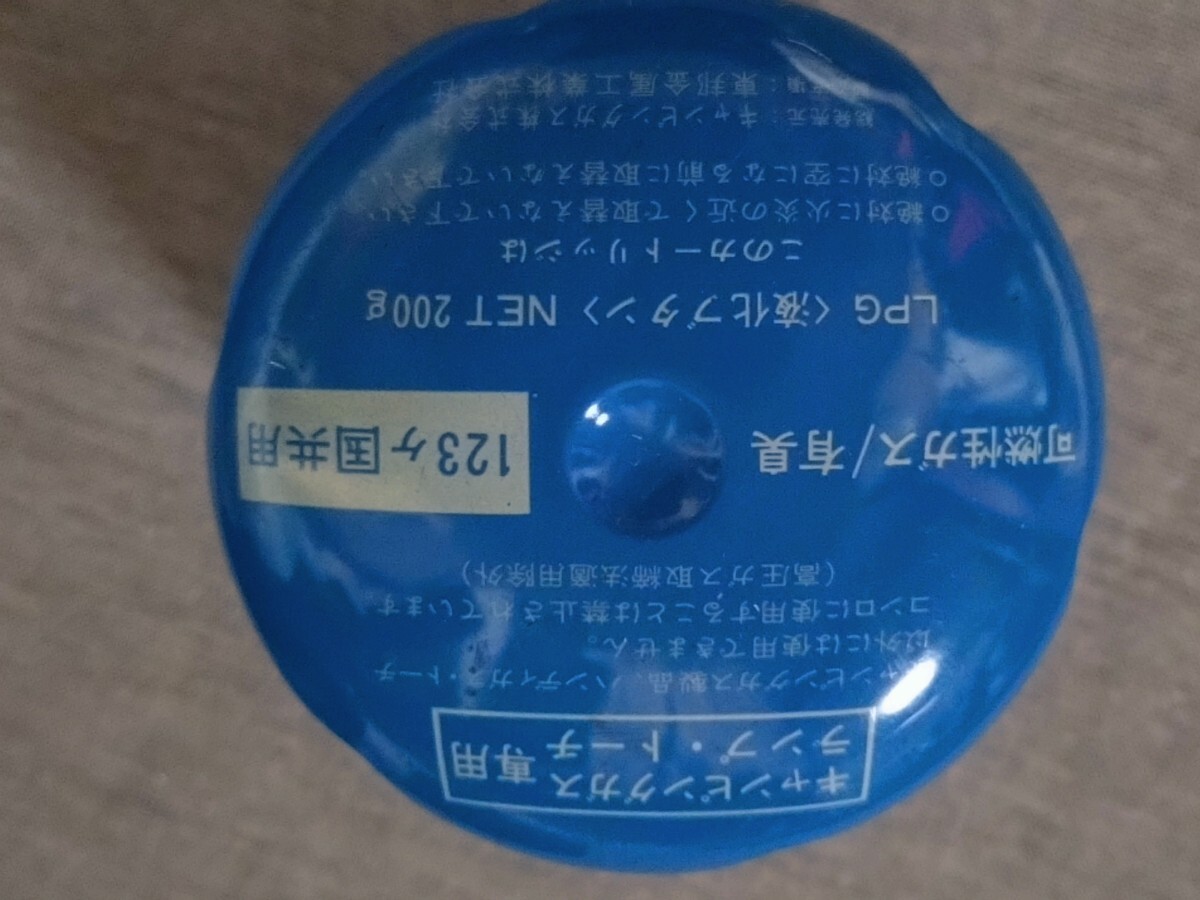 キャンピングガス
ランプ・トーチ 専用
キャンピングガス製品、ハンディガス・トーチ
以外には使用できません。
コンロに使用することは禁止されています
(高圧ガス取締法適用除外)
可燃性ガス/有臭
123ヶ国共用
LPG〈液化ブタン〉NET 200g
このカートリッジは
○絶対に火炎の近くで取替えないで下さい
○絶対に空になる前に取替えないで下さい
総発売元:キャンピングガス株式会社
東邦金属工業株式会社